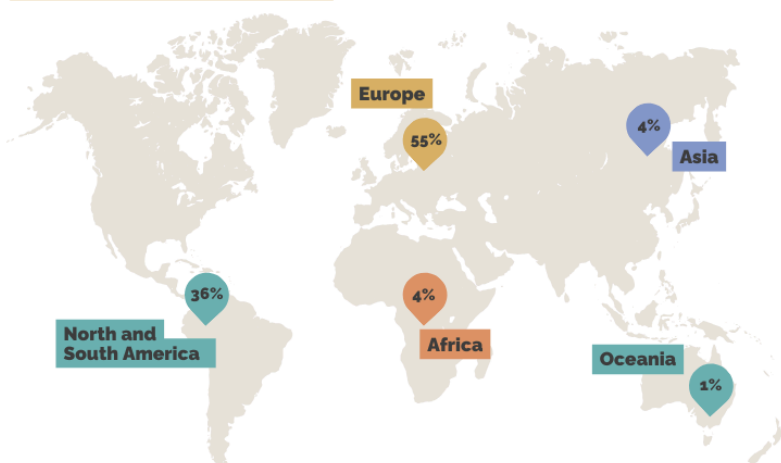 Europe
55%
4%
Asia
36%
North and
South America
4%
Africa
Oceania
1%